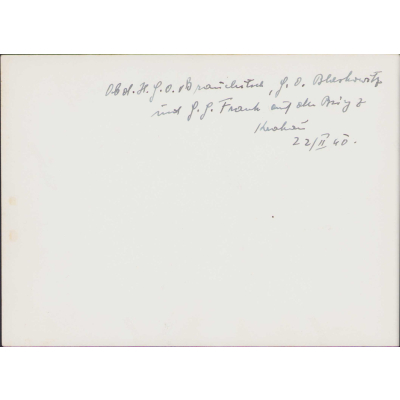 Ob.d.H. G.O. v Brauchitsch, G.O. Blaskowitz
und G.G. Frank auf der Burg z
Krakau
22/II 40.